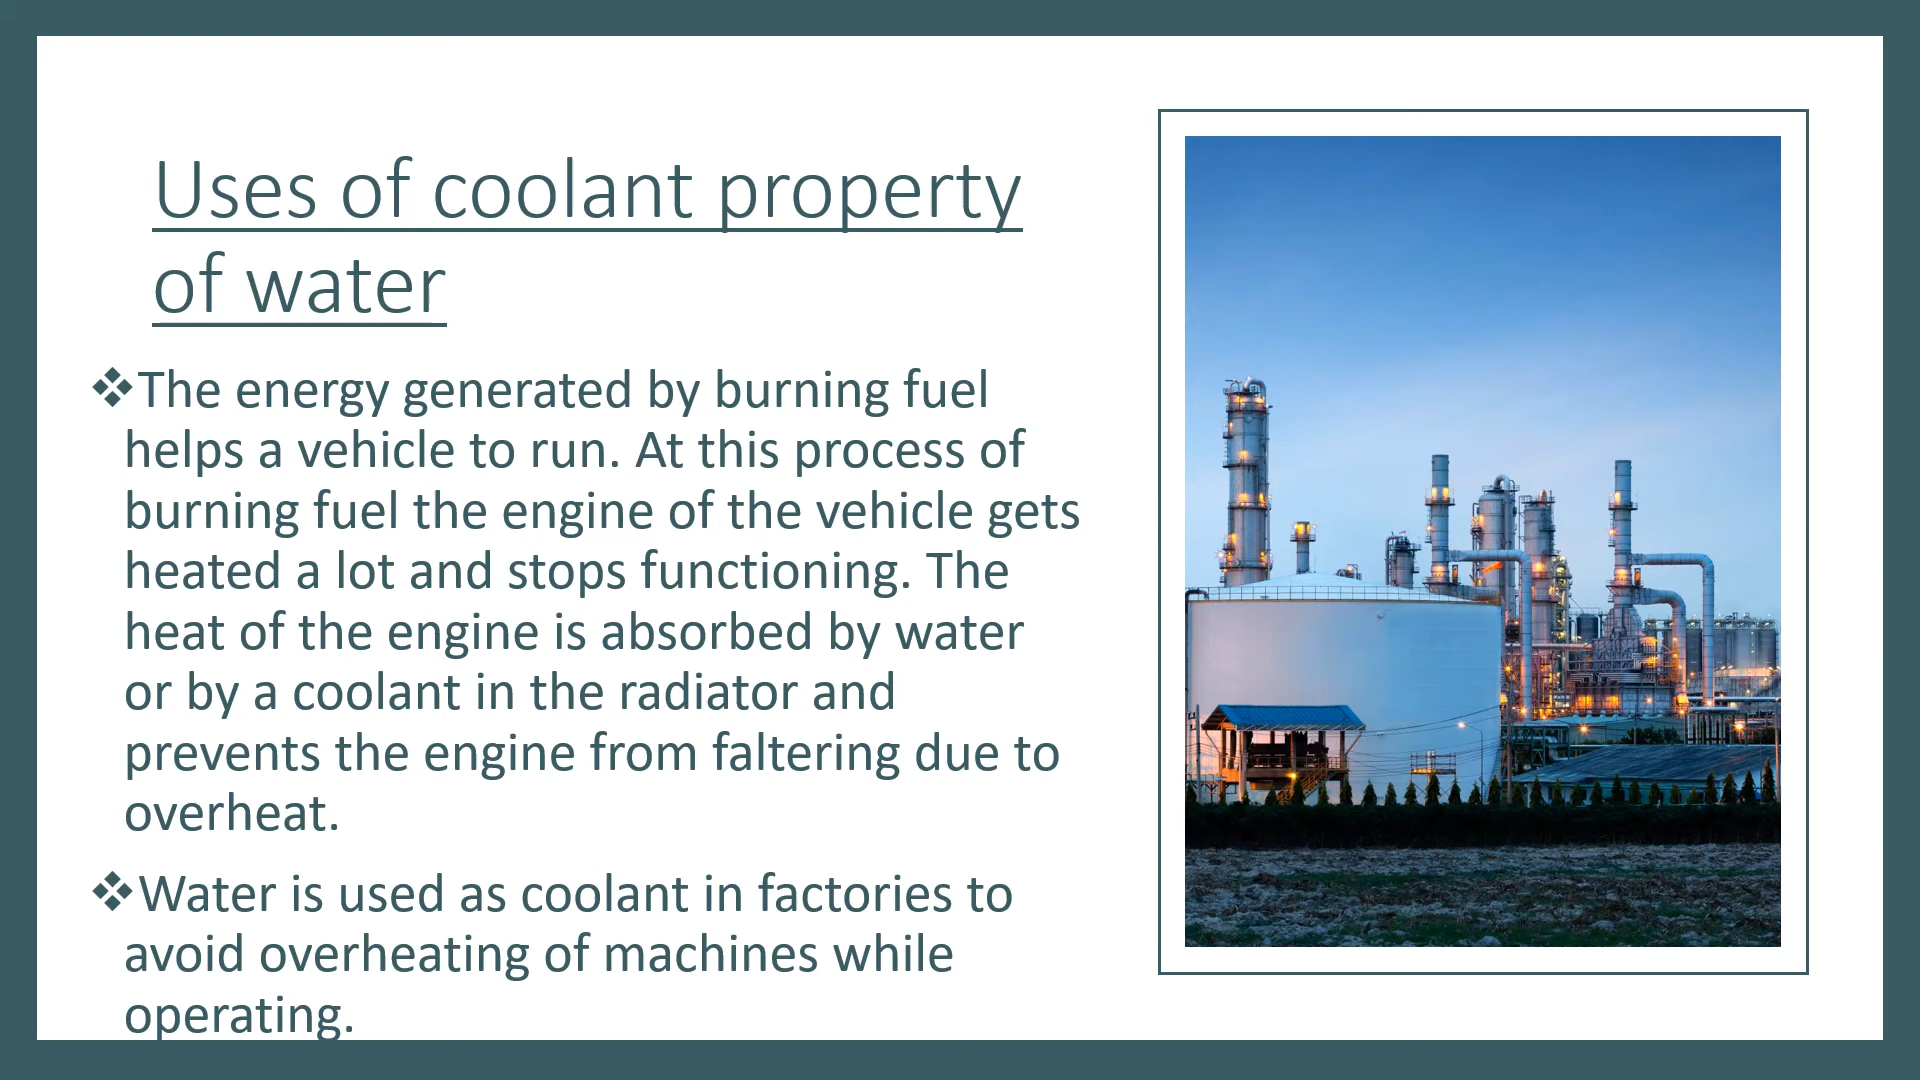 Uses of coolant property
of water
❖The energy generated by burning fuel
helps a vehicle to run. At this process of
burning fuel the engine of the vehicle gets
heated a lot and stops functioning. The
heat of the engine is absorbed by water
or by a coolant in the radiator and
prevents the engine from faltering due to
overheat.
❖Water is used as coolant in factories to
avoid overheating of machines while
operating.